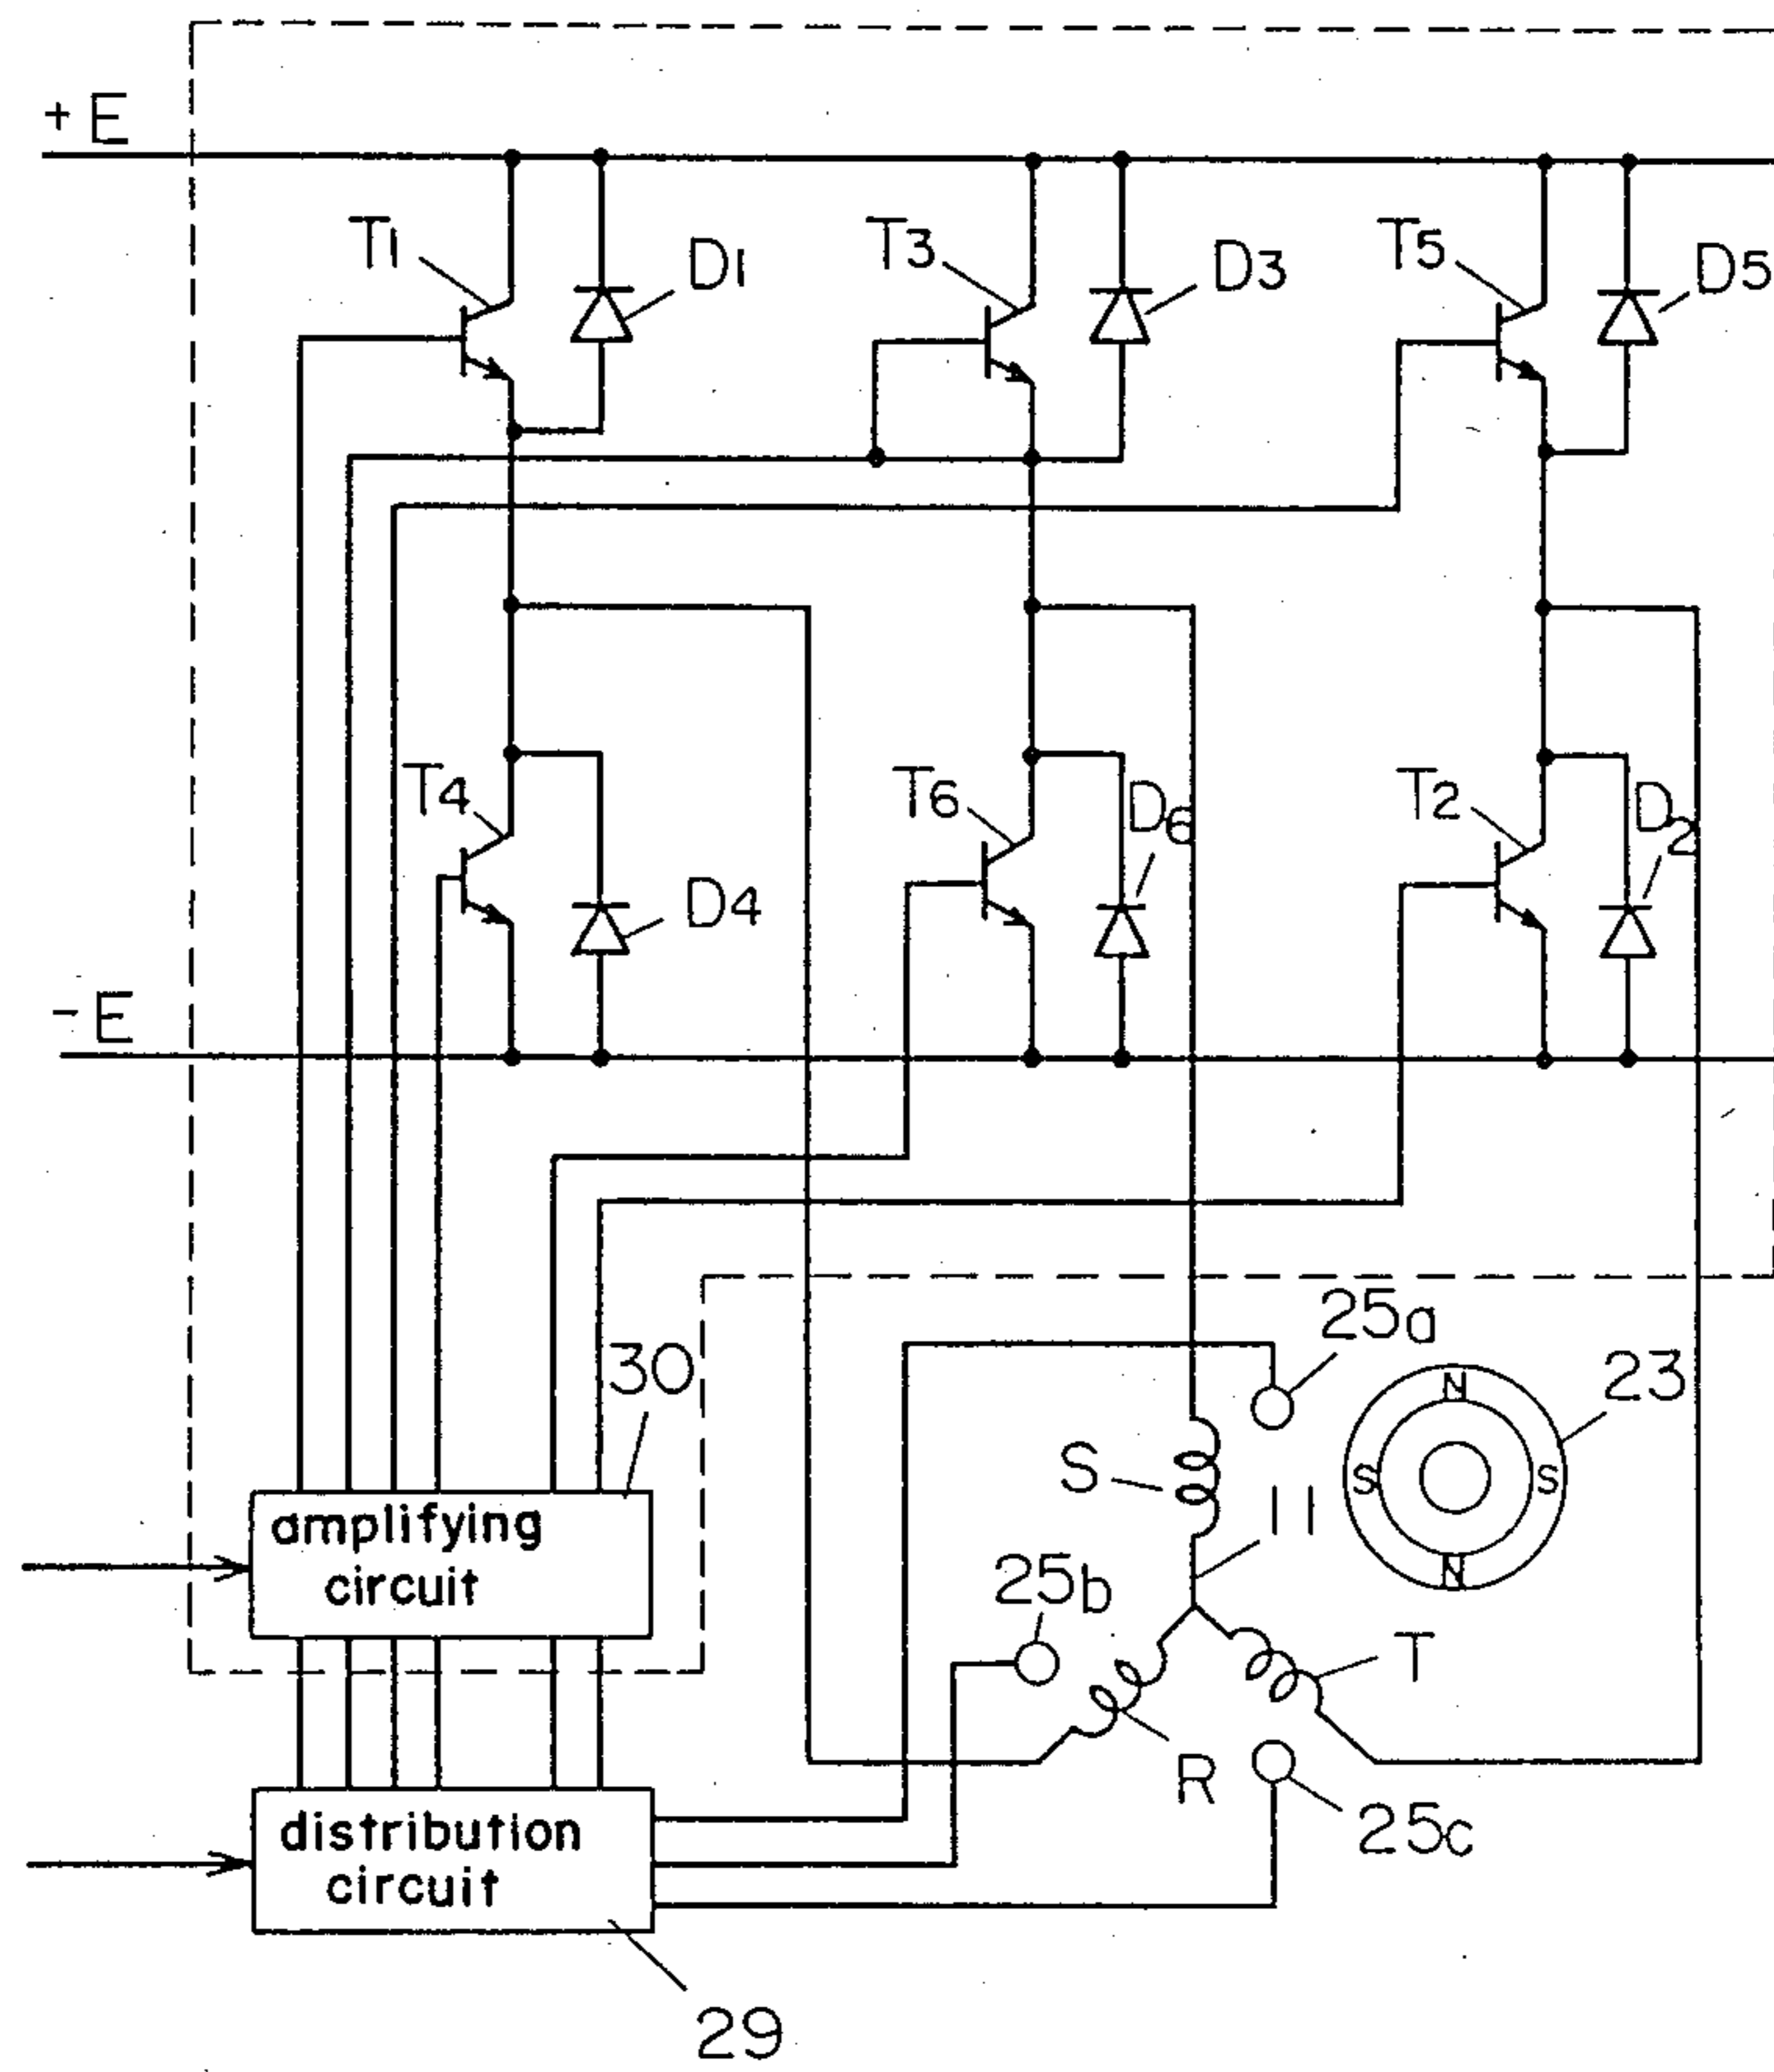 +E
T1
D1
T3
D3
T5
D5
T4
D4
T6
D6
T2
D2
-E
25a
30
N
23
S
S
S
11
N
amplifying
circuit
25b
T
R
25c
distribution
circuit
29